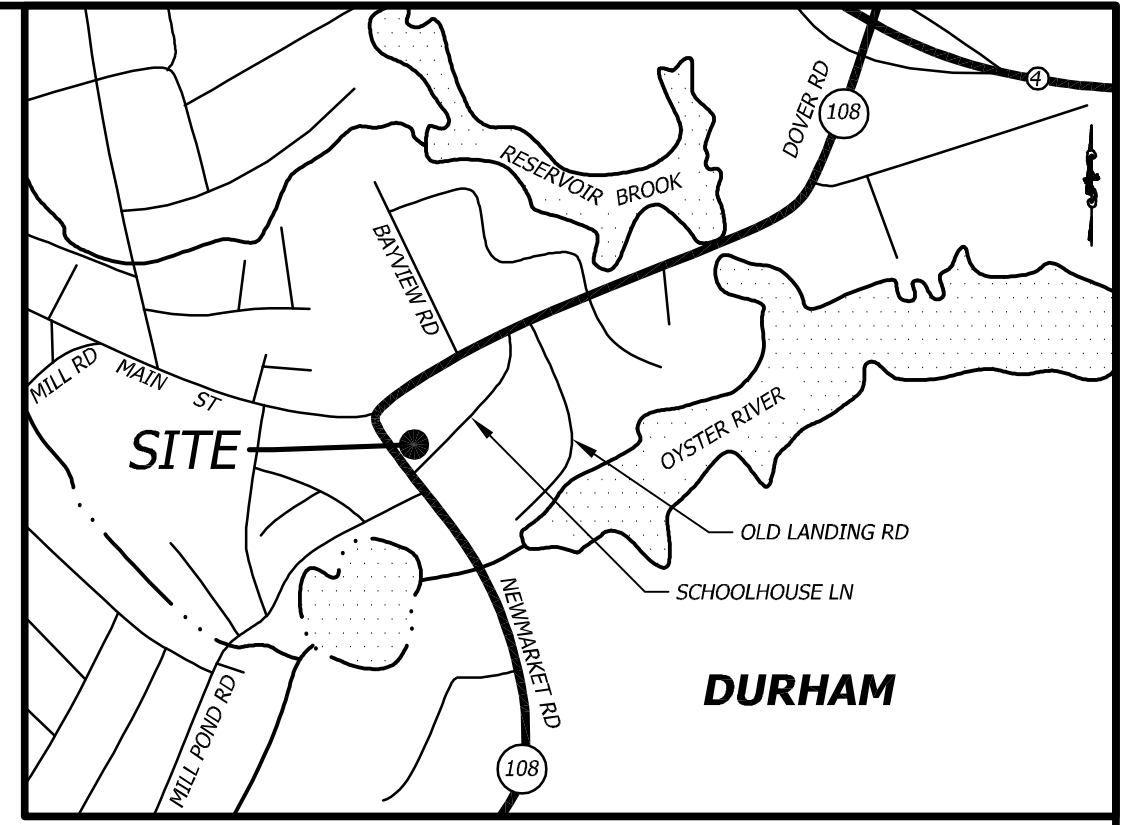 4
DOVER RD
108
RESERVOIR BROOK
BAYVIEW RD
MILL RD
MAIN ST
SITE
OYSTER RIVER
OLD LANDING RD
SCHOOLHOUSE LN
NEWMARKET RD
DURHAM
MILL POND RD
108